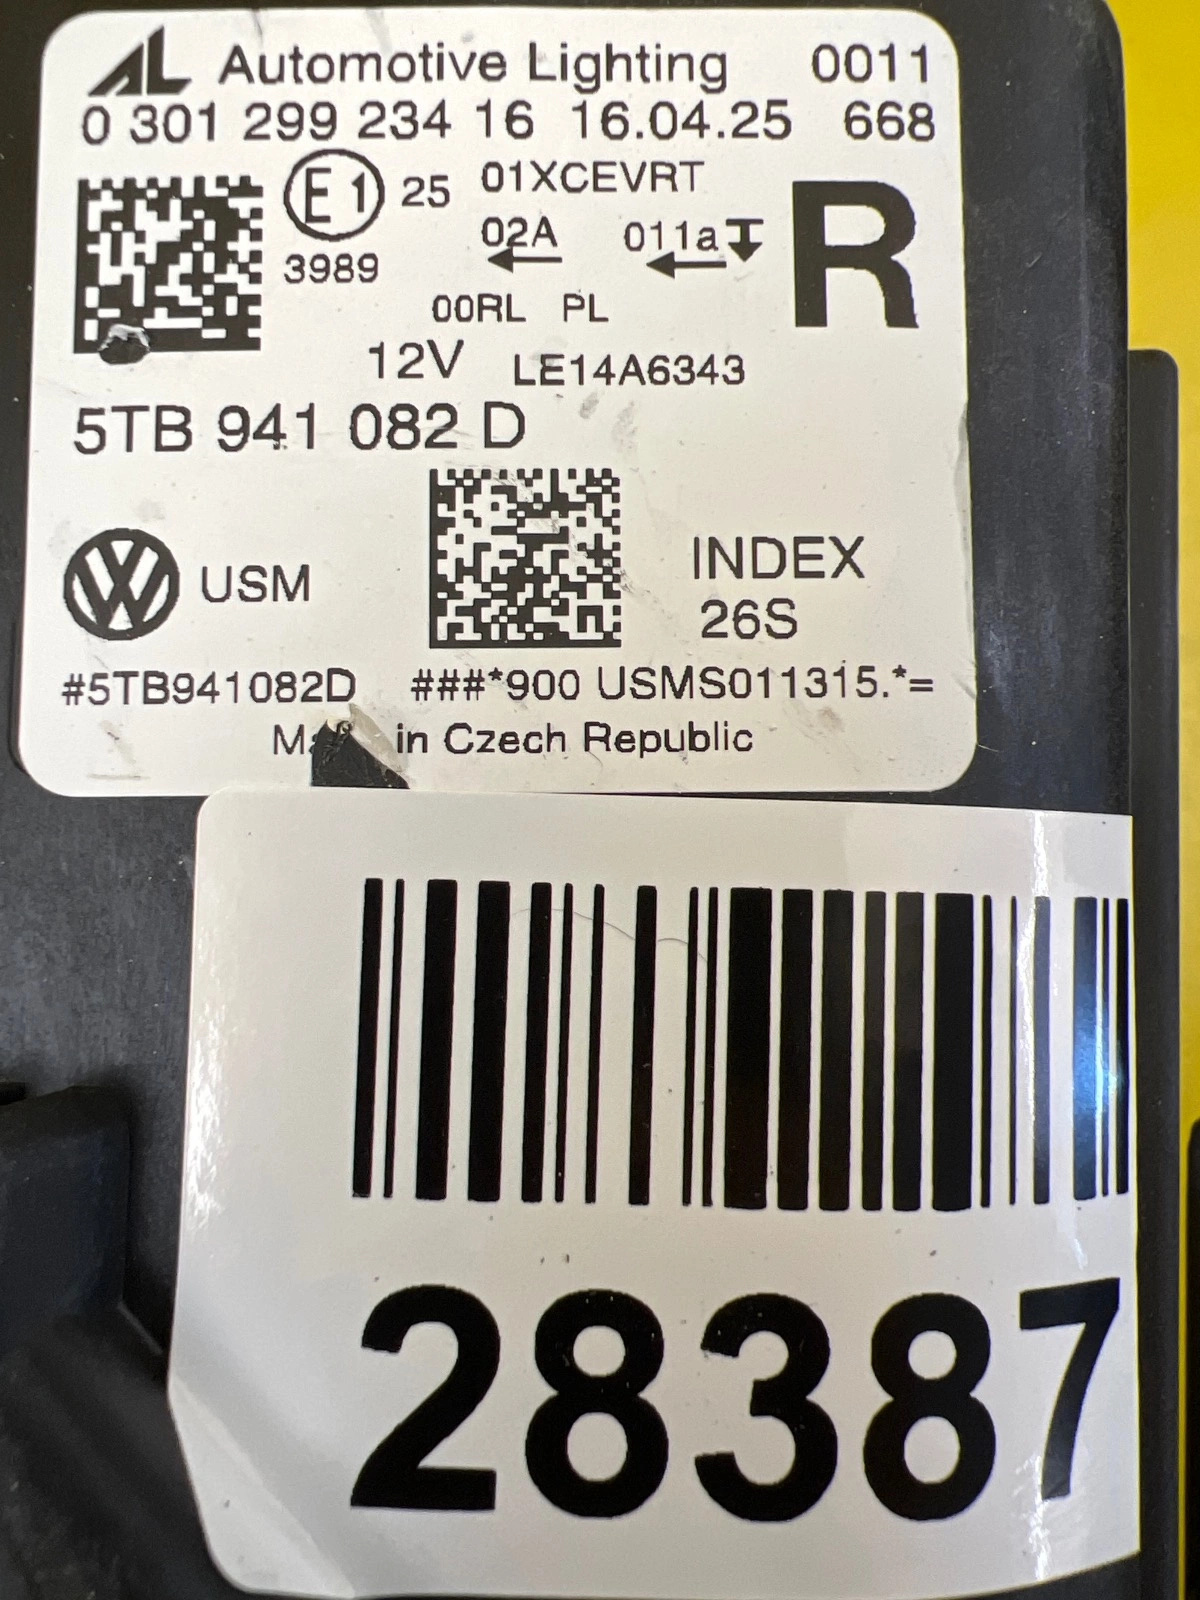 AL Automotive Lighting 0011
0 301 299 234 16 16.04.25 668
E1 25 01XCEVRT R
02A 011a
3989
00RL PL
12V LE14A6343
5TB 941 082 D
USM INDEX
26S
#5TB941082D ###*900 USMS011315.*=
in Czech Republic
28387